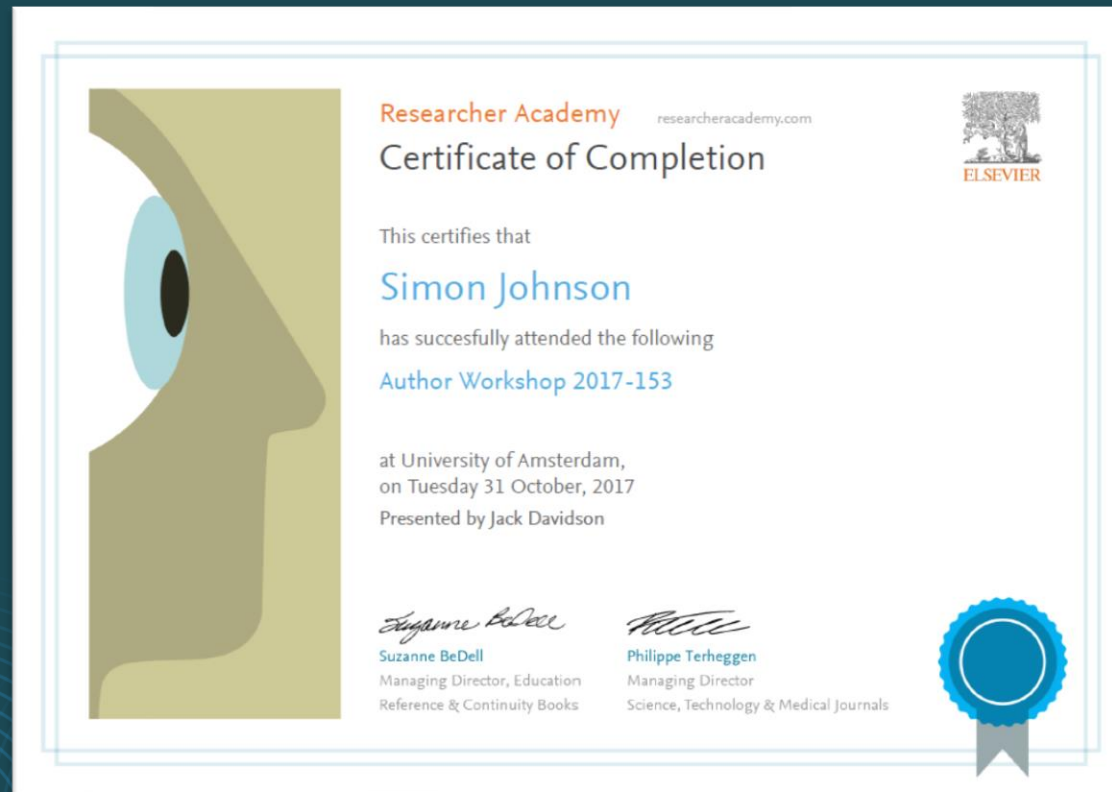 Researcher Academy researcheracademy.com
Certificate of Completion
ELSEVIER
This certifies that
Simon Johnson
has succesfully attended the following
Author Workshop 2017-153
at University of Amsterdam,
on Tuesday 31 October, 2017
Presented by Jack Davidson
Suzanne BeDell
Suzanne BeDell
Managing Director, Education
Reference & Continuity Books
Philippe Terheggen
Managing Director
Science, Technology & Medical Journals